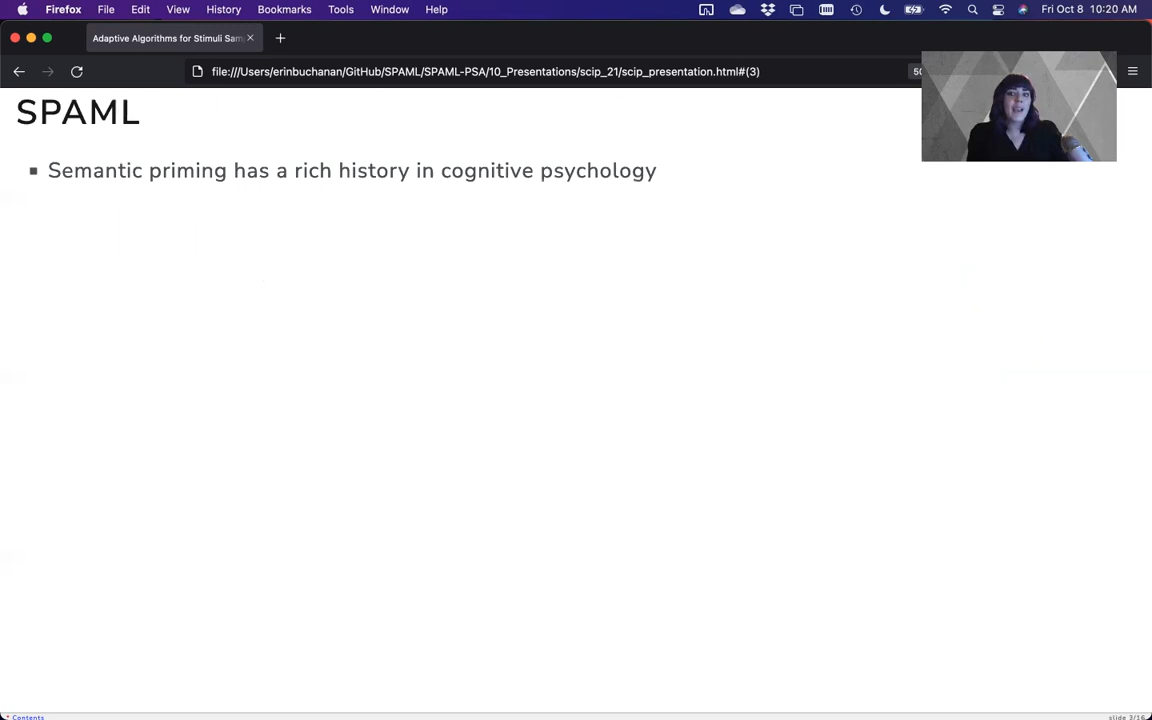 Firefox File Edit View History Bookmarks Tools Window Help Fri Oct 8 10:20 AM
Adaptive Algorithms for Stimuli Sam
file:///Users/erinbuchanan/GitHub/SPAML/SPAML-PSA/10_Presentations/scip_21/scip_presentation.html#(3) 50
SPAML
Semantic priming has a rich history in cognitive psychology
Contents slide 3/16